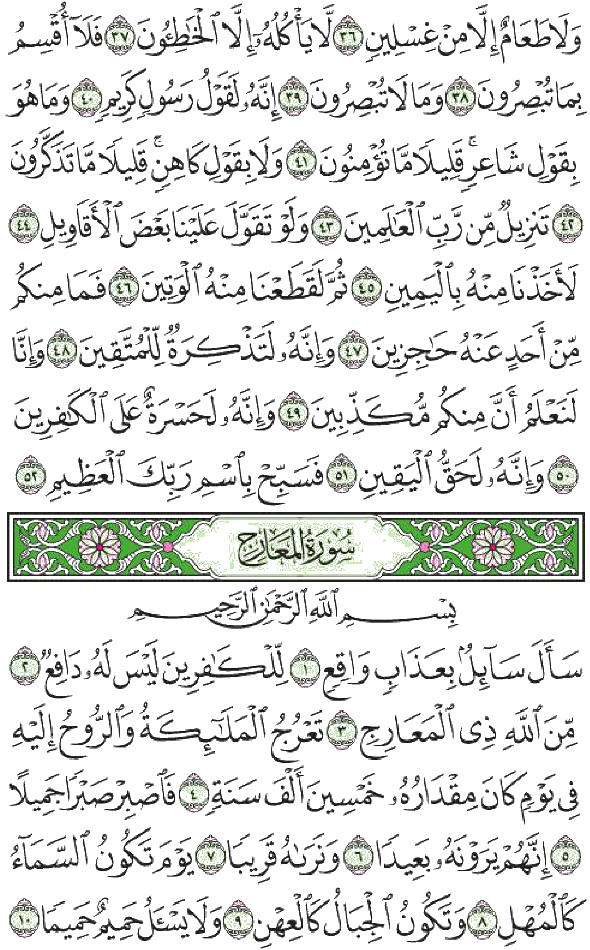 وَلَا طَعَامٌ إِلَّا مِنْ غِسْلِينٍ ٣٦ لَّا يَأْكُلُهُۥٓ إِلَّا ٱلْخَٰطِـُٔونَ ٣٧ فَلَآ أُقْسِمُ
بِمَا تُبْصِرُونَ ٣٨ وَمَا لَا تُبْصِرُونَ ٣٩ إِنَّهُۥ لَقَوْلُ رَسُولٍ كَرِيمٍ ٤٠ وَمَا هُوَ
بِقَوْلِ شَاعِرٍ ۚ قَلِيلًا مَّا تُؤْمِنُونَ ٤١ وَلَا بِقَوْلِ كَاهِنٍ ۚ قَلِيلًا مَّا تَذَكَّرُونَ
٤٢ تَنزِيلٌ مِّن رَّبِّ ٱلْعَٰلَمِينَ ٤٣ وَلَوْ تَقَوَّلَ عَلَيْنَا بَعْضَ ٱلْأَقَاوِيلِ ٤٤
لَأَخَذْنَا مِنْهُ بِٱلْيَمِينِ ٤٥ ثُمَّ لَقَطَعْنَا مِنْهُ ٱلْوَتِينَ ٤٦ فَمَا مِنكُم
مِّنْ أَحَدٍ عَنْهُ حَٰجِزِينَ ٤٧ وَإِنَّهُۥ لَتَذْكِرَةٌ لِّلْمُتَّقِينَ ٤٨ وَإِنَّا
لَنَعْلَمُ أَنَّ مِنكُم مُّكَذِّبِينَ ٤٩ وَإِنَّهُۥ لَحَسْرَةٌ عَلَى ٱلْكَٰفِرِينَ
٥٠ وَإِنَّهُۥ لَحَقُّ ٱلْيَقِينِ ٥١ فَسَبِّحْ بِٱسْمِ رَبِّكَ ٱلْعَظِيمِ ٥٢
سُورَةُ المَعَارِجِ
بِسْمِ ٱللَّهِ ٱلرَّحْمَٰنِ ٱلرَّحِيمِ
سَأَلَ سَآئِلٌۢ بِعَذَابٍ وَاقِعٍ ١ لِّلْكَٰفِرِينَ لَيْسَ لَهُۥ دَافِعٌ ٢
مِّنَ ٱللَّهِ ذِى ٱلْمَعَارِجِ ٣ تَعْرُجُ ٱلْمَلَٰٓئِكَةُ وَٱلرُّوحُ إِلَيْهِ
فِى يَوْمٍ كَانَ مِقْدَارُهُۥ خَمْسِينَ أَلْفَ سَنَةٍ ٤ فَٱصْبِرْ صَبْرًا جَمِيلًا
٥ إِنَّهُمْ يَرَوْنَهُۥ بَعِيدًا ٦ وَنَرَىٰهُ قَرِيبًا ٧ يَوْمَ تَكُونُ ٱلسَّمَآءُ
كَٱلْمُهْلِ ٨ وَتَكُونُ ٱلْجِبَالُ كَٱلْعِهْنِ ٩ وَلَا يَسْـَٔلُ حَمِيمٌ حَمِيمًا ١٠